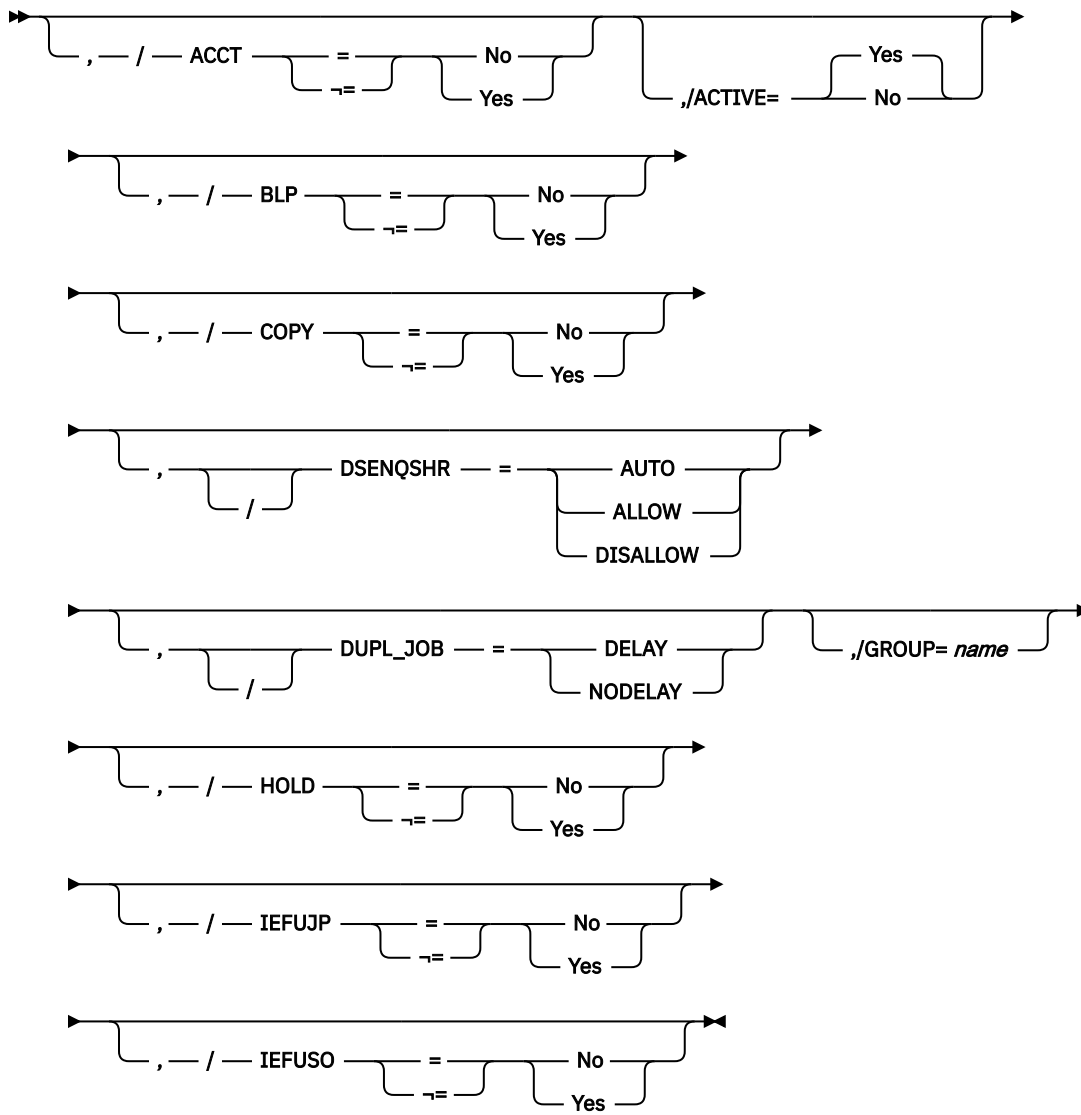 , / ACCT = No
¬= Yes
Yes
,/ACTIVE= No
, / BLP = No
¬= Yes
, / COPY = No
¬= Yes
, DSENQSHR = AUTO
/ ALLOW
DISALLOW
, DUPL_JOB = DELAY ,/GROUP= name
/ NODELAY
, / HOLD = No
¬= Yes
, / IEFUJP = No
¬= Yes
, / IEFUSO = No
¬= Yes